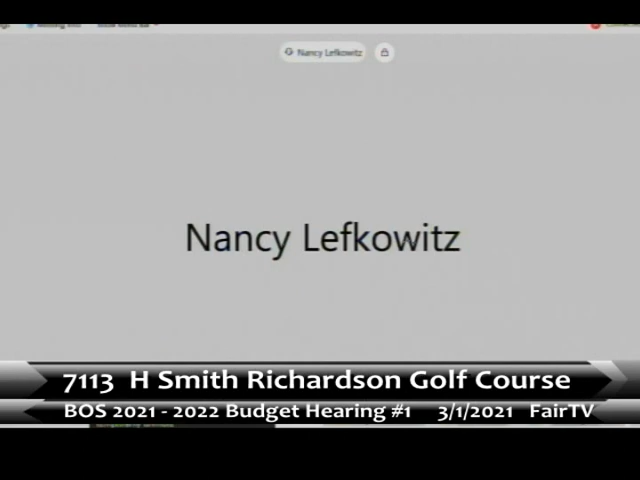 Nancy Lefkowitz
Nancy Lefkowitz
7113 H Smith Richardson Golf Course
BOS 2021 - 2022 Budget Hearing #1 3/1/2021 FairTV